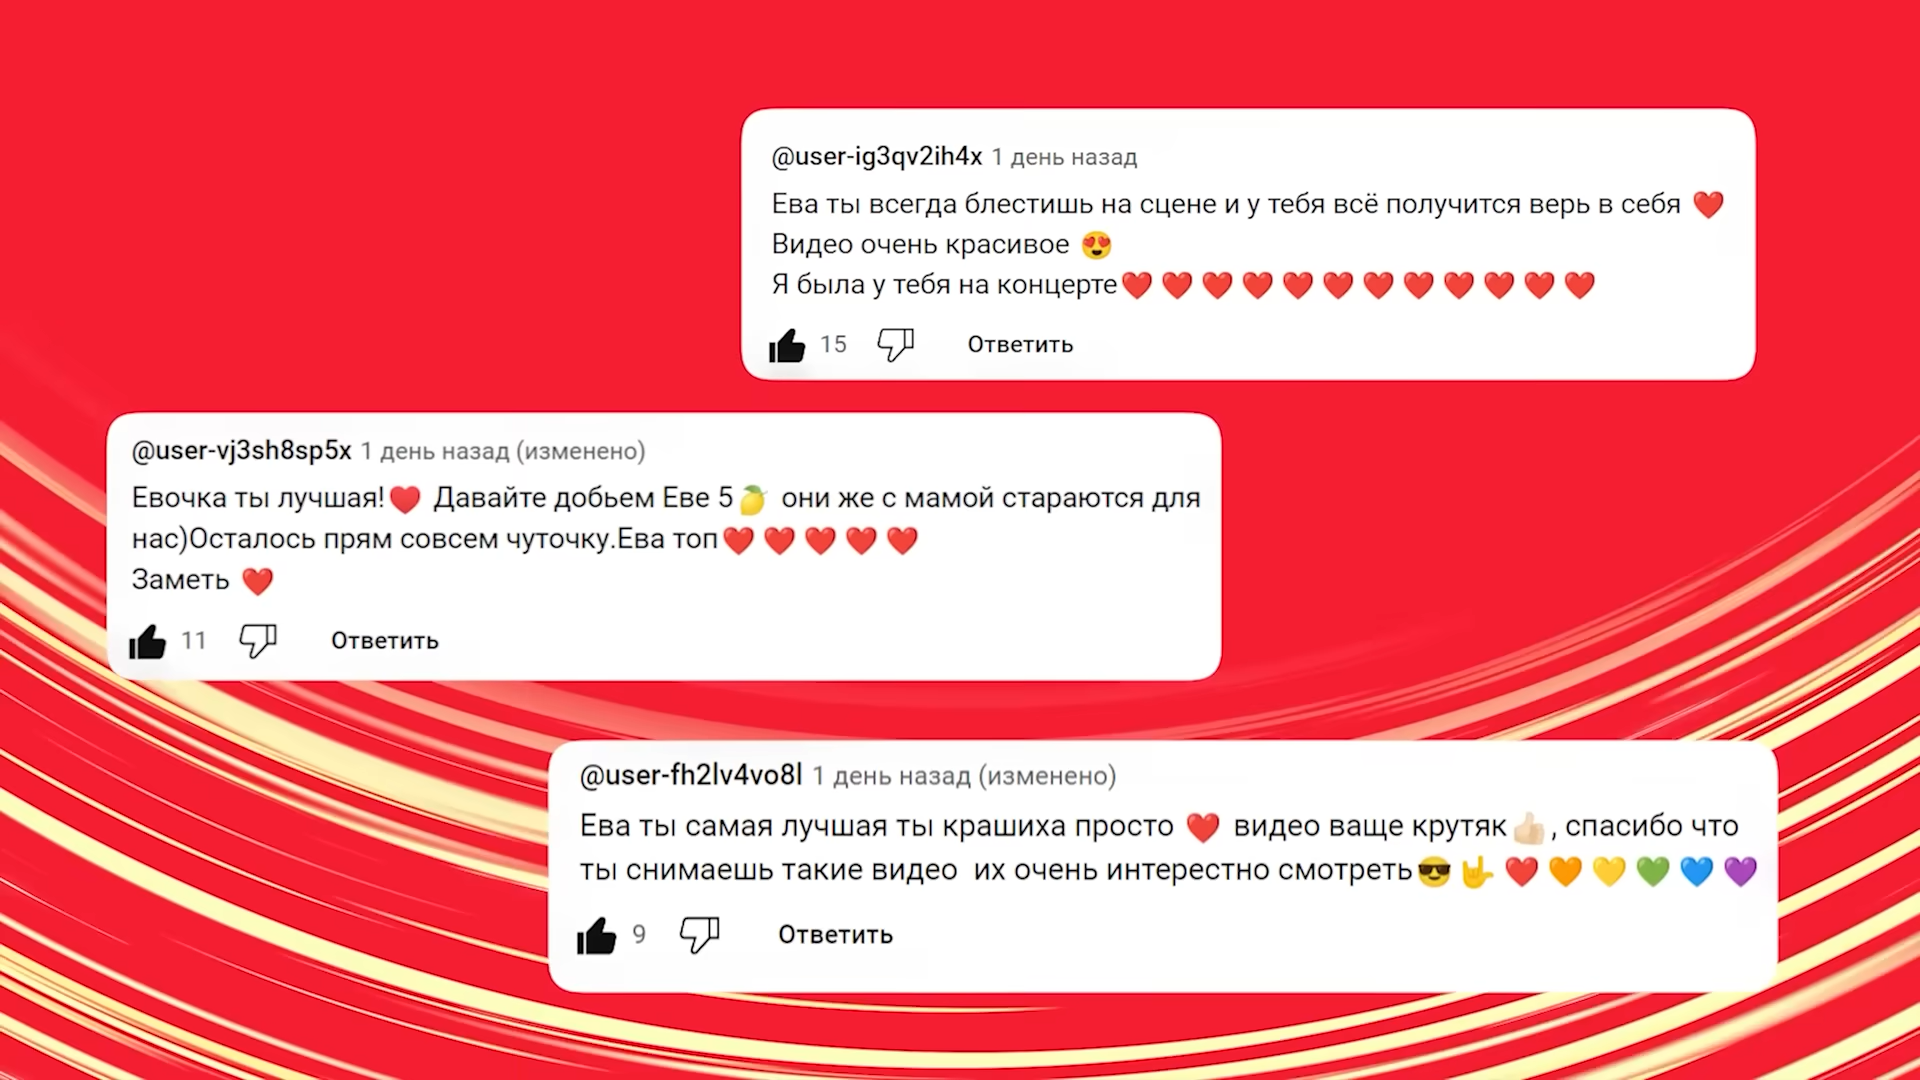 @user-ig3qv2ih4x 1 день назад
Ева ты всегда блестишь на сцене и у тебя всё получится верь в себя ❤️
Видео очень красивое 😍
Я была у тебя на концерте❤️❤️❤️❤️❤️❤️❤️❤️❤️❤️❤️❤️
15 Ответить
@user-vj3sh8sp5x 1 день назад (изменено)
Евочка ты лучшая!♥️ Давайте добьем Еве 5🍋 они же с мамой стараются для
нас)Осталось прям совсем чуточку.Ева топ❤️❤️❤️❤️❤️
Заметь ❤️
11 Ответить
@user-fh2lv4vo8l 1 день назад (изменено)
Ева ты самая лучшая ты крашиха просто ❤️ видео ваще крутяк👍🏻, спасибо что
ты снимаешь такие видео  их очень интересно смотреть😎🤟❤️🧡💛💚💙💜
9 Ответить